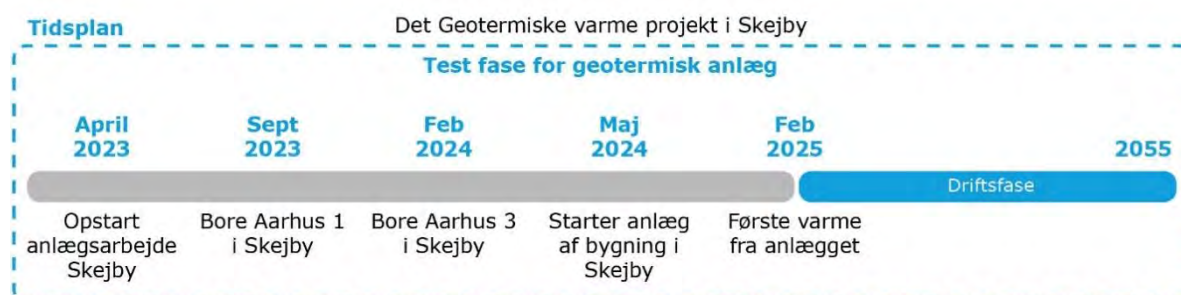 Tidsplan
Det Geotermiske varme projekt i Skejby
Test fase for geotermisk anlæg
April
2023
Sept
2023
Feb
2024
Maj
2024
Feb
2025
2055
Driftsfase
Opstart
anlægsarbejde
Skejby
Bore Aarhus 1
i Skejby
Bore Aarhus 3
i Skejby
Starter anlæg
af bygning i
Skejby
Første varme
fra anlægget